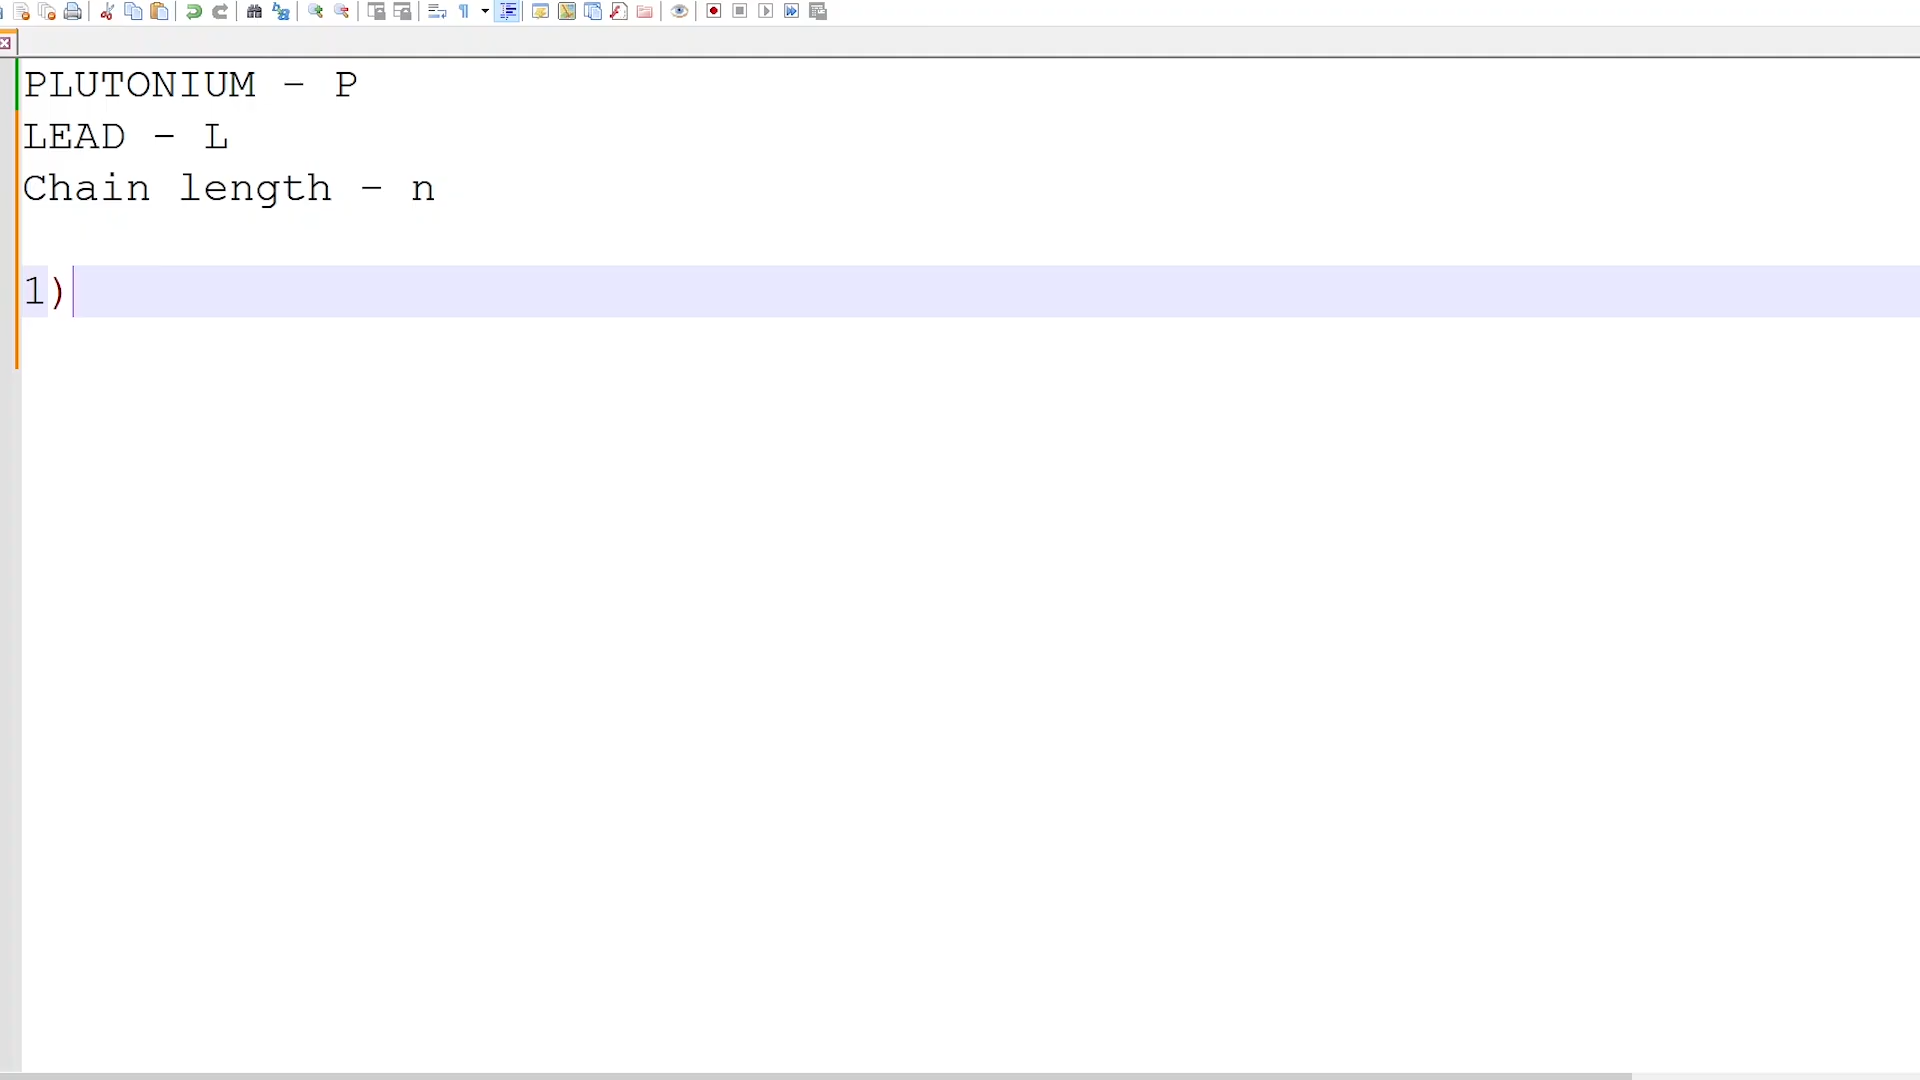 PLUTONIUM - P
LEAD - L
Chain length - n
1)